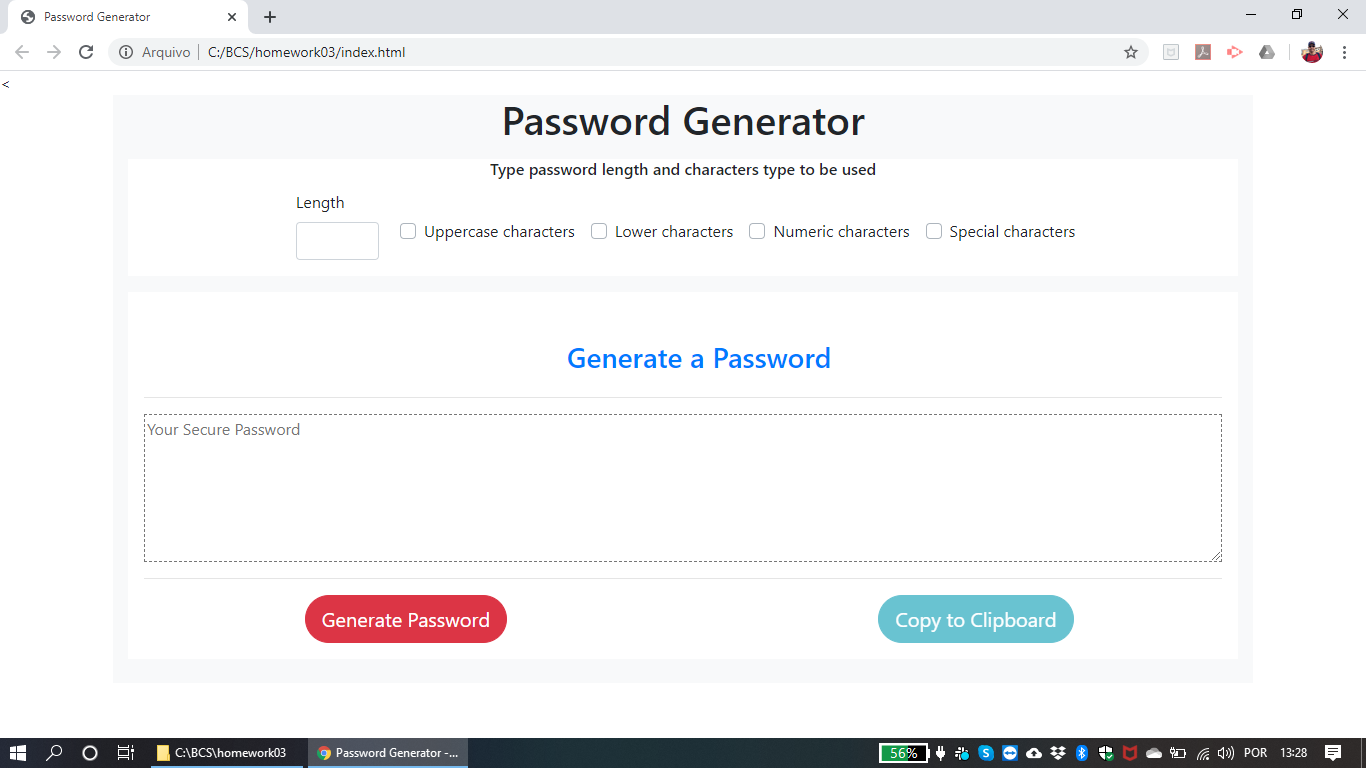 Password Generator
Arquivo C:/BCS/homework03/index.html
<
Password Generator
Type password length and characters type to be used
Length
Uppercase characters Lower characters Numeric characters Special characters
Generate a Password
Your Secure Password
Generate Password Copy to Clipboard
C:\BCS\homework03 Password Generator -... 56% POR 13:28